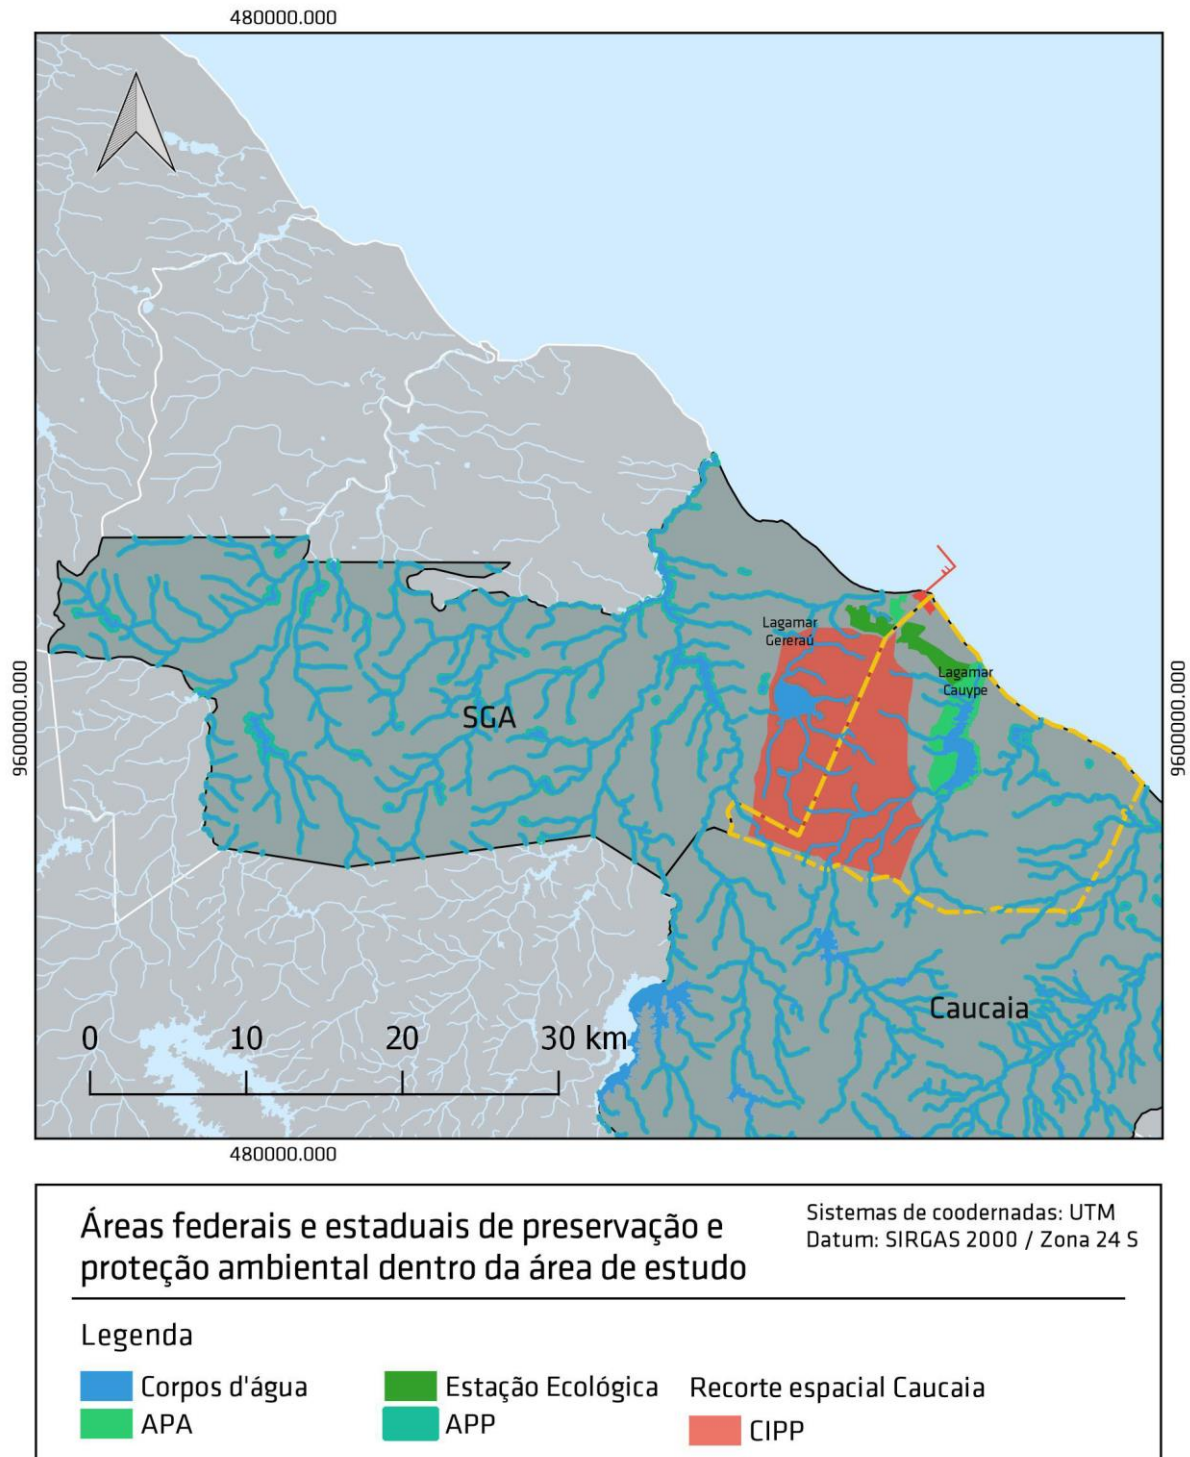 480000.000
Lagamar
Gereraú
Lagamar
Cauype
9600000.000
9600000.000
SGA
Caucaia
0 10 20 30 km
480000.000
Áreas federais e estaduais de preservação e
proteção ambiental dentro da área de estudo
Sistemas de coodernadas: UTM
Datum: SIRGAS 2000 / Zona 24 S
Legenda
Corpos d'água
Estação Ecológica
Recorte espacial Caucaia
APA
APP
CIPP